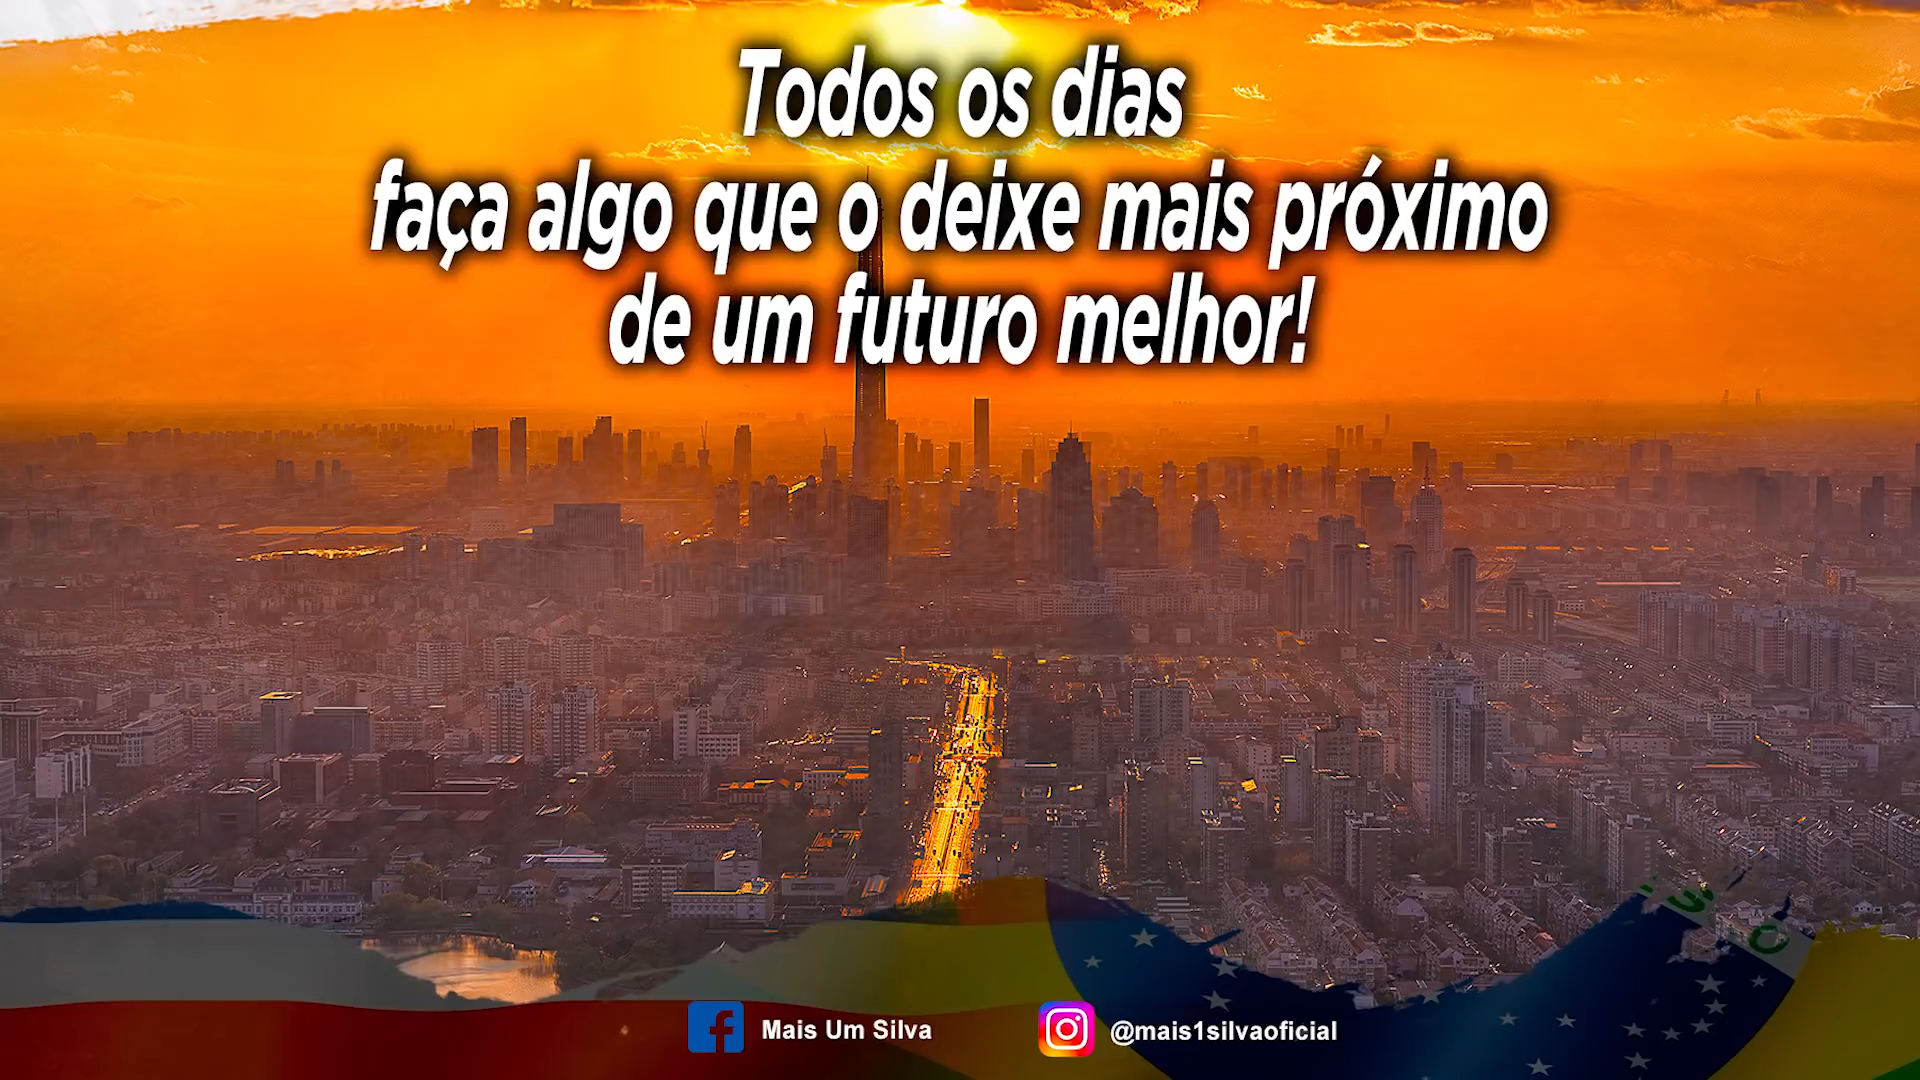 Todos os dias
faça algo que o deixe mais próximo
de um futuro melhor!
Mais Um Silva
@mais1silvaoficial